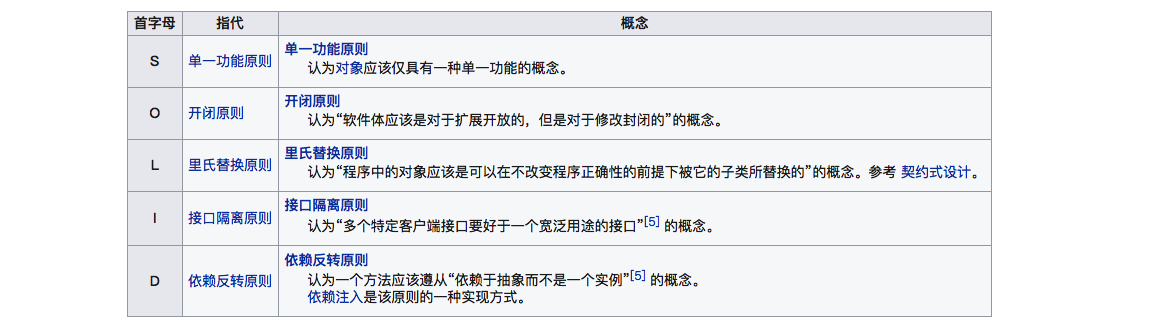 首字母 指代 概念
S 单一功能原则 单一功能原则
认为对象应该仅具有一种单一功能的概念。
O 开闭原则 开闭原则
认为“软件体应该是对于扩展开放的，但是对于修改封闭的”的概念。
L 里氏替换原则 里氏替换原则
认为“程序中的对象应该是可以在不改变程序正确性的前提下被它的子类所替换的”的概念。参考 契约式设计。
I 接口隔离原则 接口隔离原则
认为“多个特定客户端接口要好于一个宽泛用途的接口”[5] 的概念。
D 依赖反转原则 依赖反转原则
认为一个方法应该遵从“依赖于抽象而不是一个实例”[5] 的概念。
依赖注入是该原则的一种实现方式。